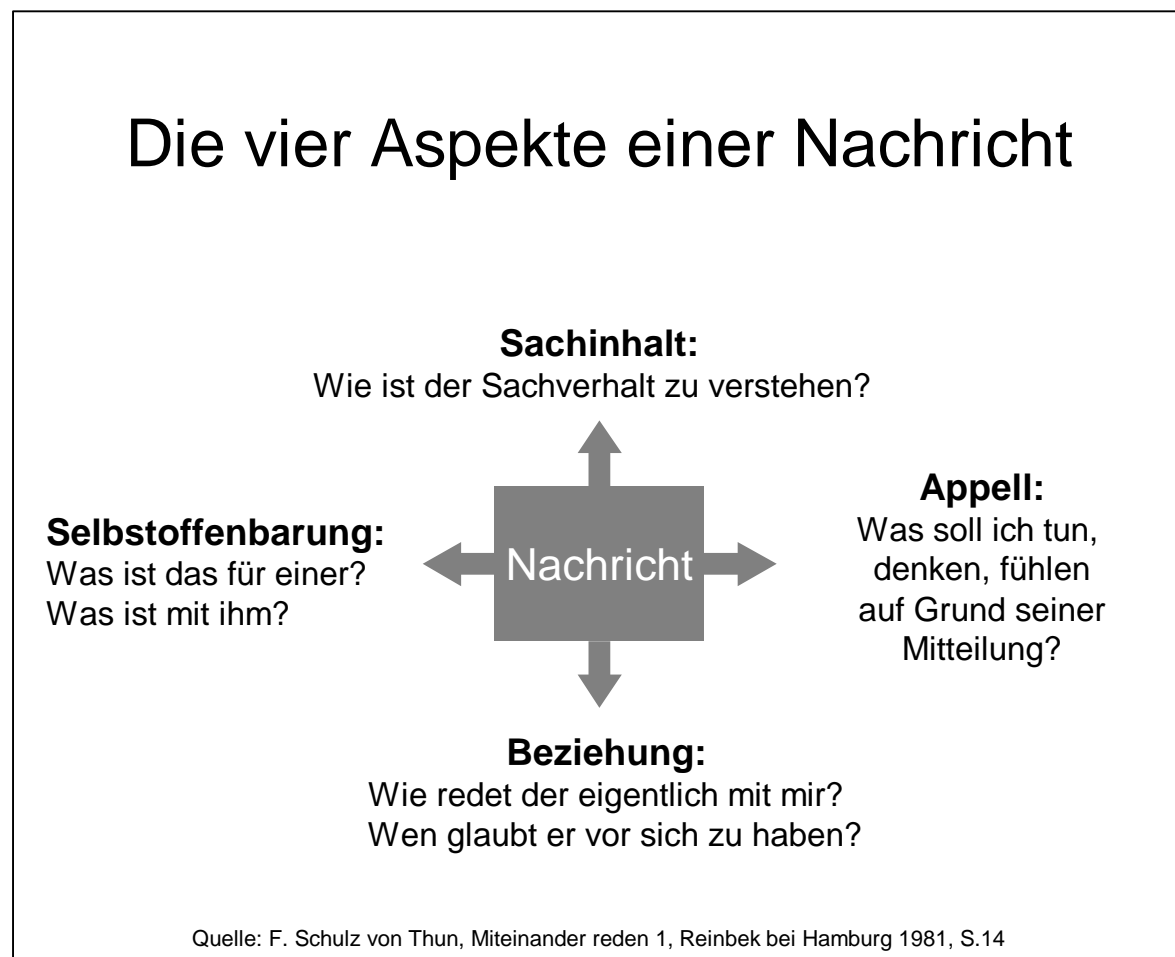 Die vier Aspekte einer Nachricht
Sachinhalt:
Wie ist der Sachverhalt zu verstehen?
Selbstoffenbarung:
Was ist das für einer?
Was ist mit ihm?
Nachricht
Appell:
Was soll ich tun,
denken, fühlen
auf Grund seiner
Mitteilung?
Beziehung:
Wie redet der eigentlich mit mir?
Wen glaubt er vor sich zu haben?
Quelle: F. Schulz von Thun, Miteinander reden 1, Reinbek bei Hamburg 1981, S.14